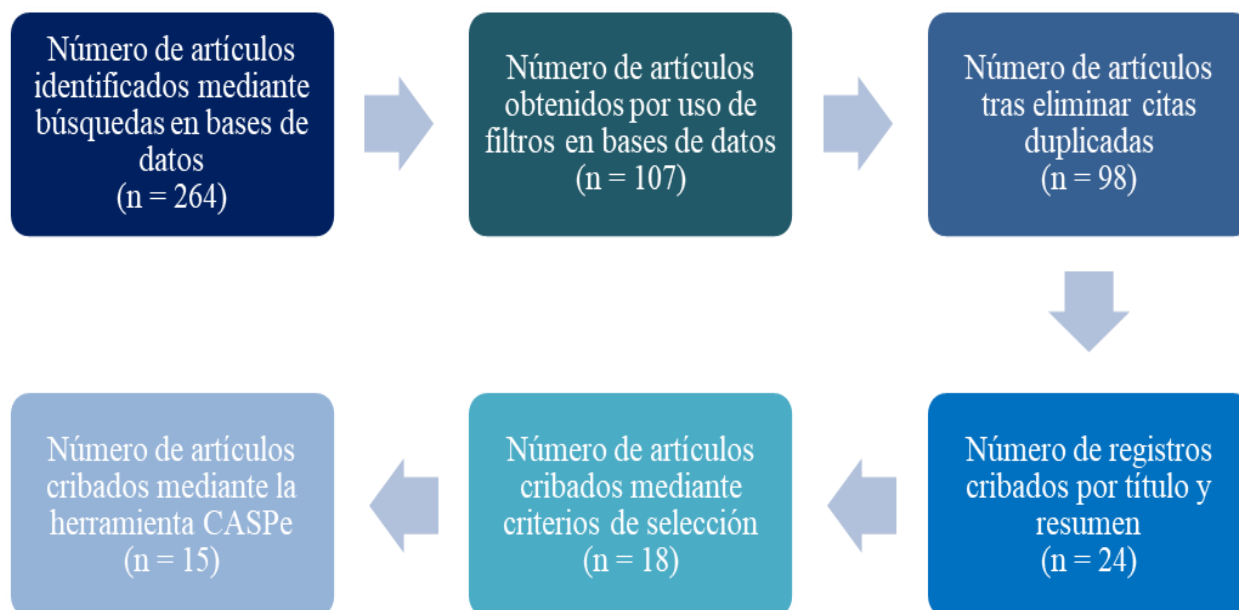 Número de artículos
identificados mediante
búsquedas en bases de
datos
(n = 264)
Número de artículos
obtenidos por uso de
filtros en bases de datos
(n = 107)
Número de artículos
tras eliminar citas
duplicadas
(n = 98)
Número de registros
cribados por título y
resumen
(n = 24)
Número de artículos
cribados mediante
criterios de selección
(n = 18)
Número de artículos
cribados mediante la
herramienta CASPe
(n = 15)